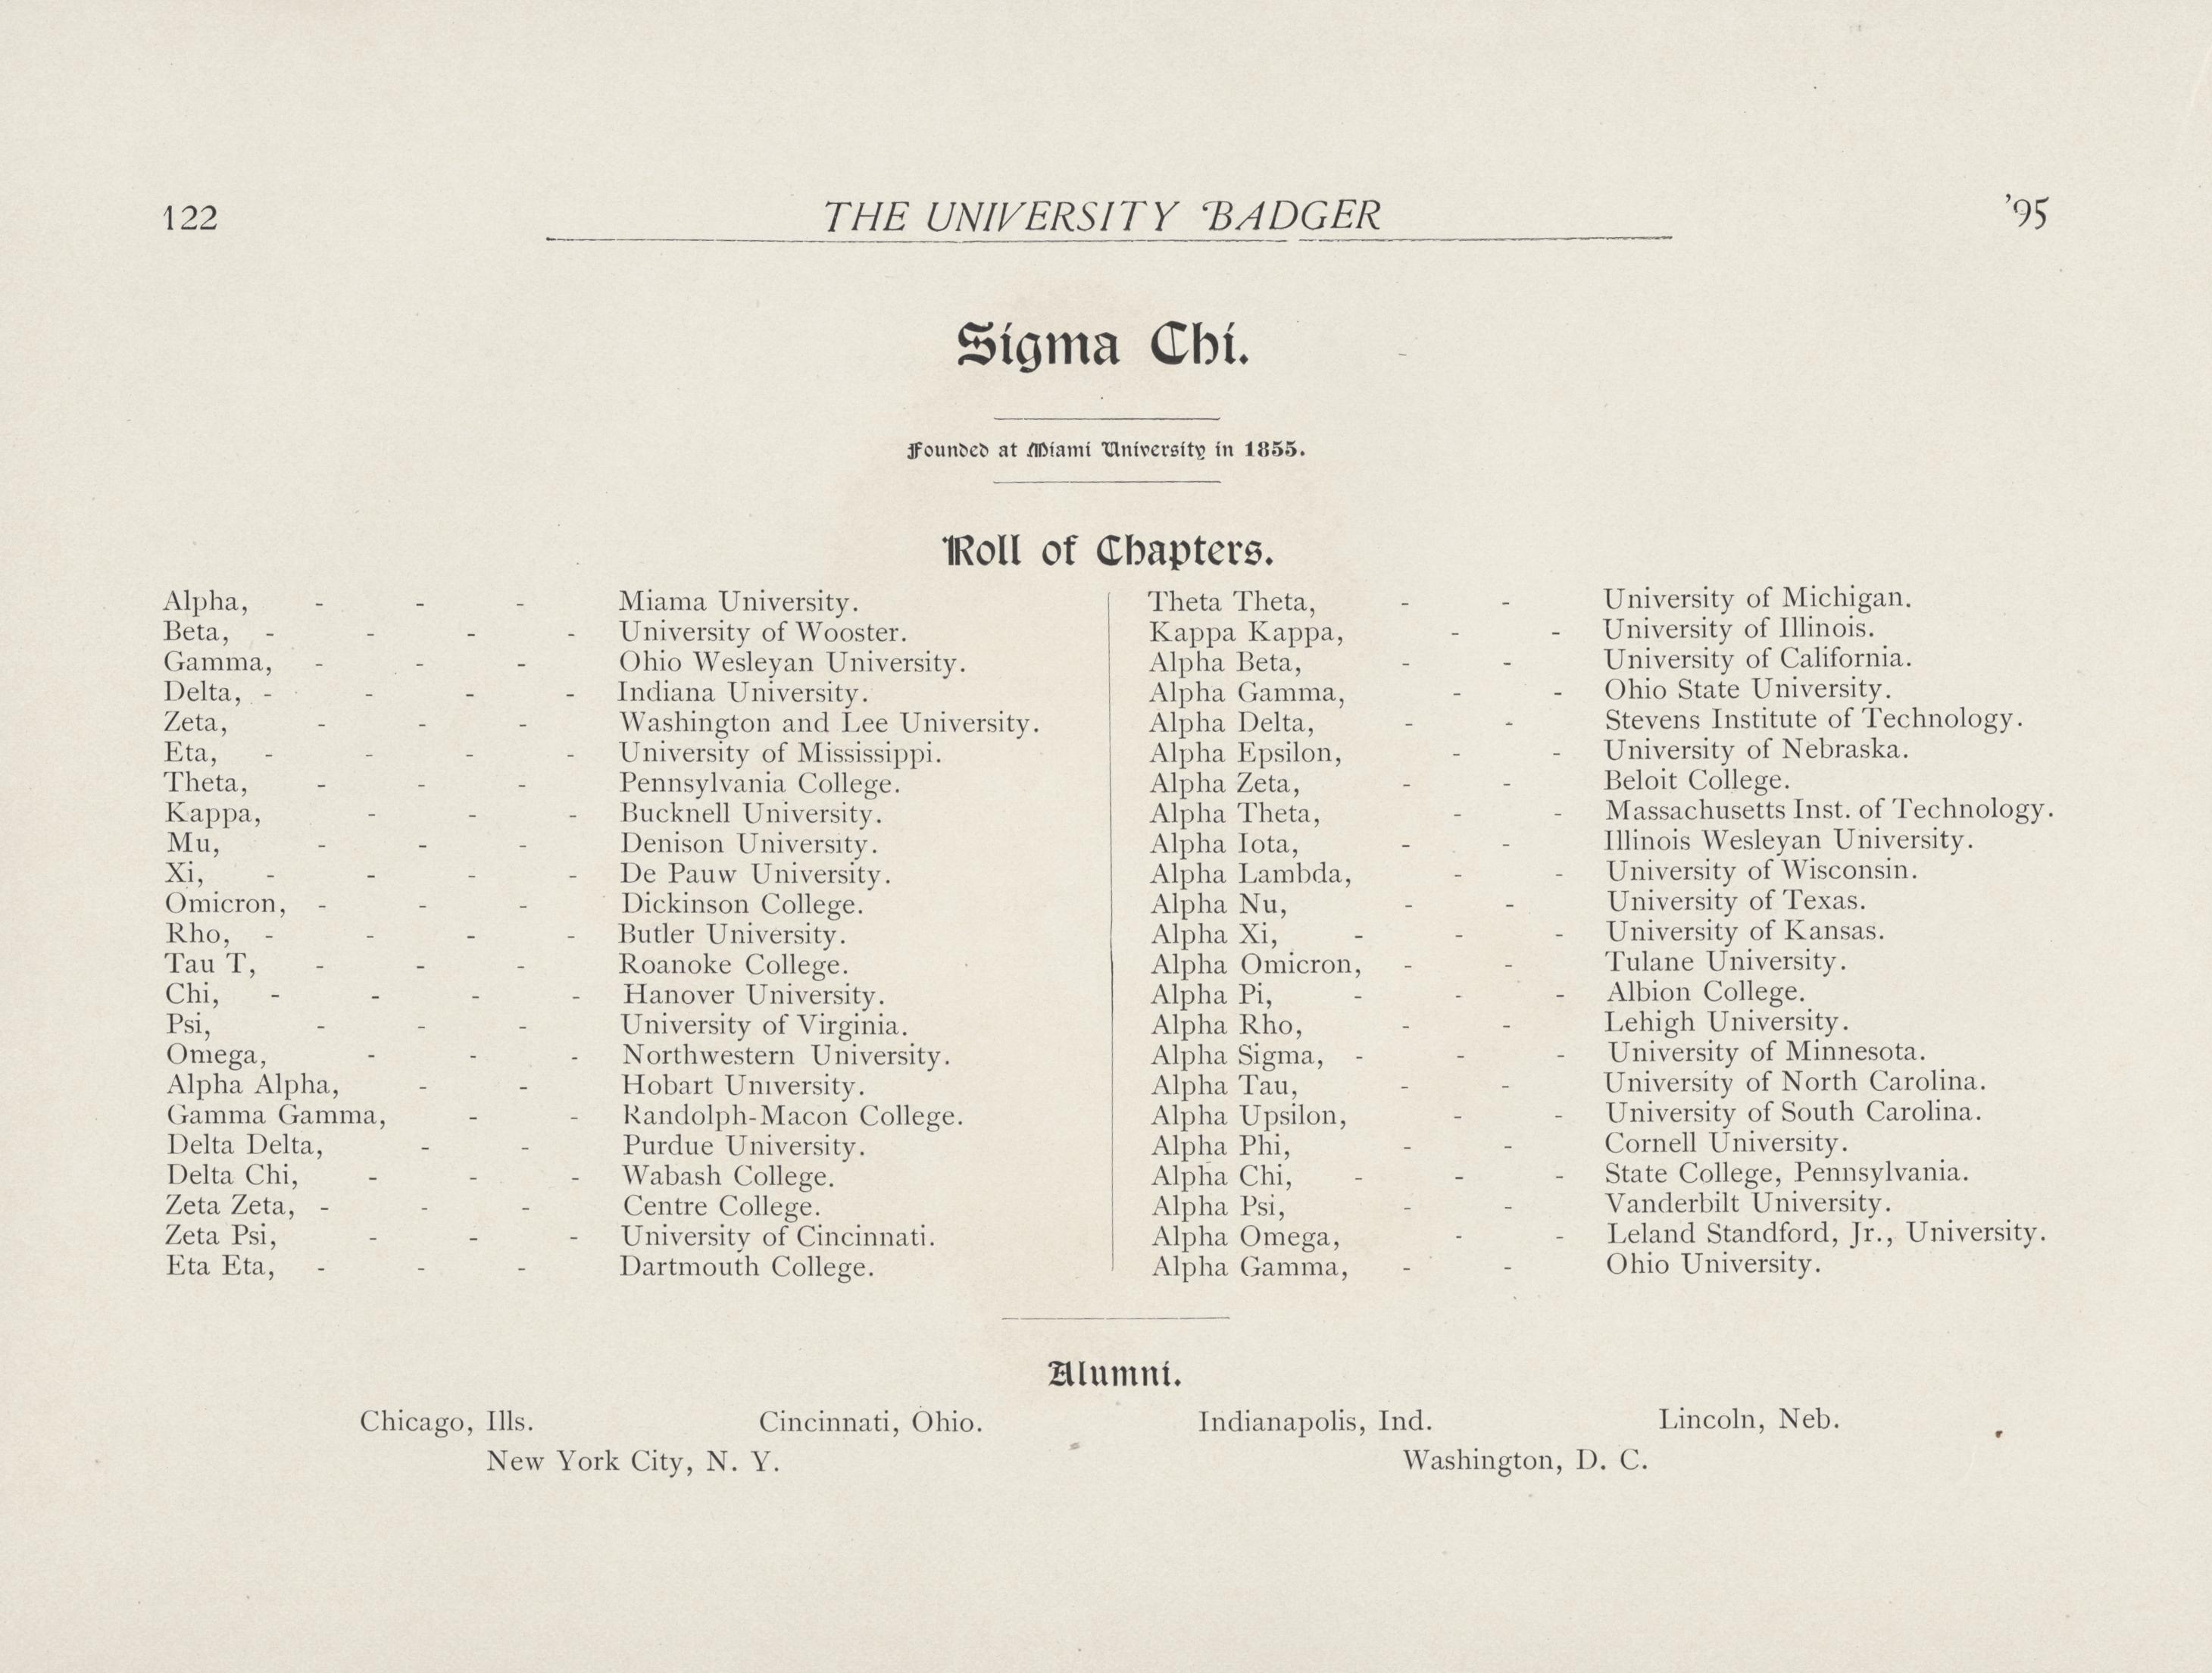 122 THE UNIVERSITY BADGER '95
Sigma Chi.
Founded at Miami University in 1855.
Roll of Chapters.
Alpha, - - - Miama University.
Beta, - - - - University of Wooster.
Gamma, - - - Ohio Wesleyan University.
Delta, - - - - Indiana University.
Zeta, - - - Washington and Lee University.
Eta, - - - - University of Mississippi.
Theta, - - - Pennsylvania College.
Kappa, - - - Bucknell University.
Mu, - - - Denison University.
Xi, - - - - De Pauw University.
Omicron, - - - Dickinson College.
Rho, - - - - Butler University.
Tau T, - - - Roanoke College.
Chi, - - - - Hanover University.
Psi, - - - University of Virginia.
Omega, - - - Northwestern University.
Alpha Alpha, - - Hobart University.
Gamma Gamma, - - Randolph-Macon College.
Delta Delta, - - Purdue University.
Delta Chi, - - - Wabash College.
Zeta Zeta, - - - Centre College.
Zeta Psi, - - - University of Cincinnati.
Eta Eta, - - - Dartmouth College.
Theta Theta, - - University of Michigan.
Kappa Kappa, - - University of Illinois.
Alpha Beta, - - University of California.
Alpha Gamma, - - Ohio State University.
Alpha Delta, - - Stevens Institute of Technology.
Alpha Epsilon, - - University of Nebraska.
Alpha Zeta, - - Beloit College.
Alpha Theta, - - Massachusetts Inst. of Technology.
Alpha Iota, - - Illinois Wesleyan University.
Alpha Lambda, - - University of Wisconsin.
Alpha Nu, - - University of Texas.
Alpha Xi, - - - University of Kansas.
Alpha Omicron, - - Tulane University.
Alpha Pi, - - - Albion College.
Alpha Rho, - - Lehigh University.
Alpha Sigma, - - - University of Minnesota.
Alpha Tau, - - University of North Carolina.
Alpha Upsilon, - - University of South Carolina.
Alpha Phi, - - Cornell University.
Alpha Chi, - - - State College, Pennsylvania.
Alpha Psi, - - Vanderbilt University.
Alpha Omega, - - Leland Standford, Jr., University.
Alpha Gamma, - - Ohio University.
Alumni.
Chicago, Ills. Cincinnati, Ohio. Indianapolis, Ind. Lincoln, Neb.
New York City, N. Y. Washington, D. C.